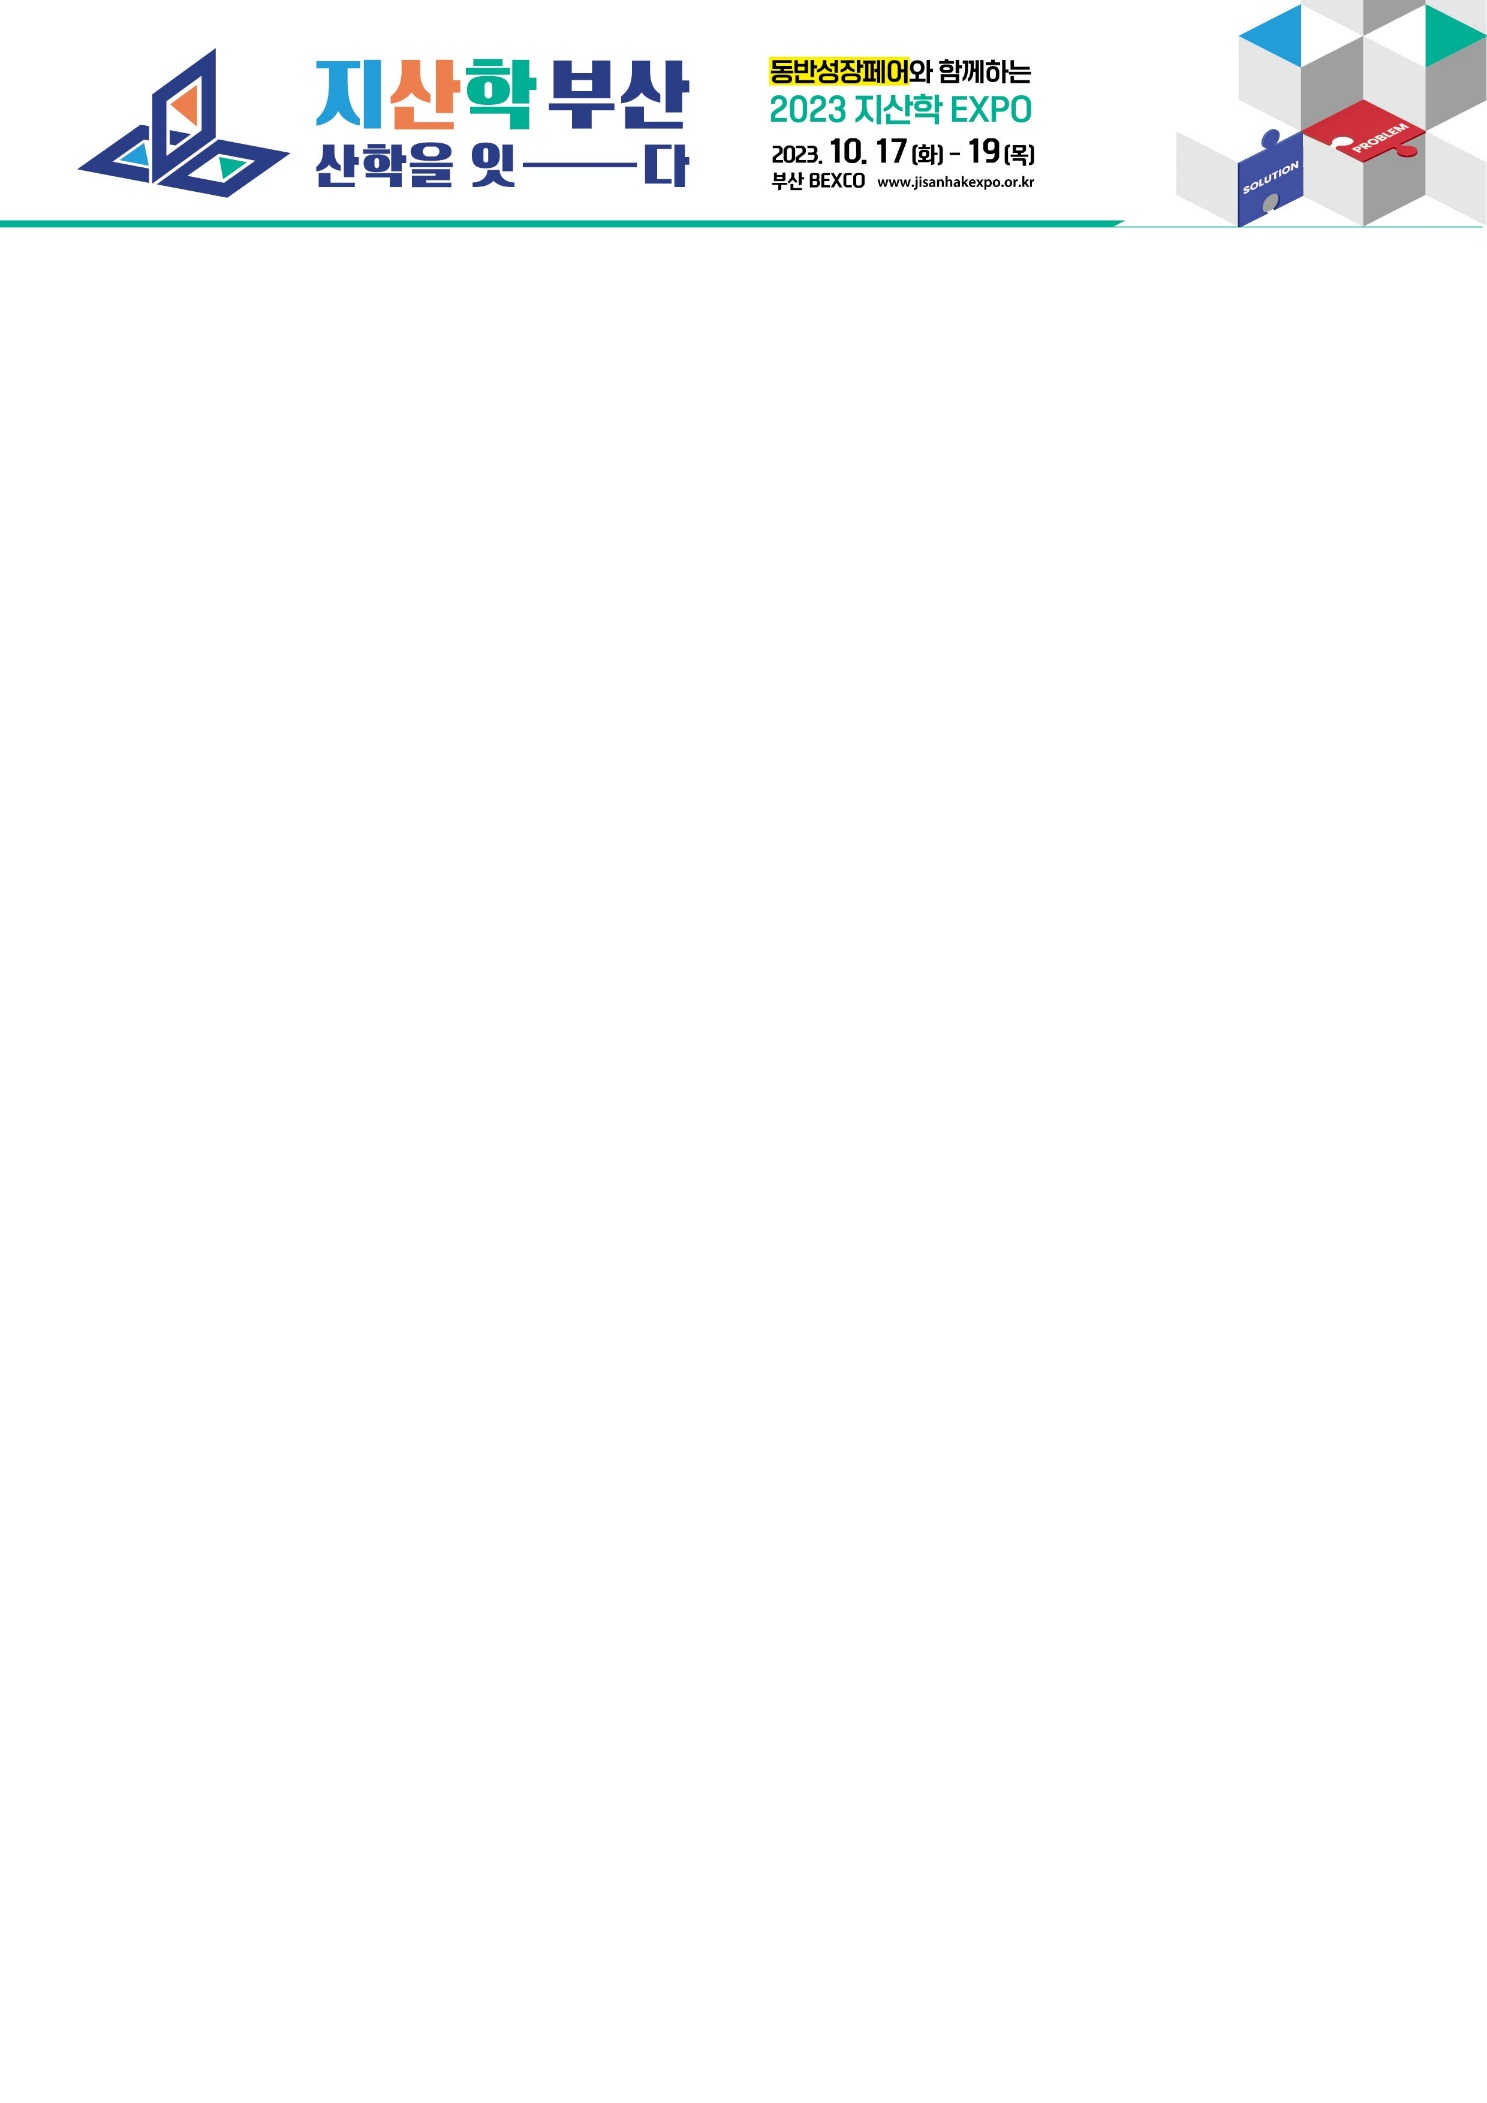 지산학 부산
산학을 잇다
동반성장페어와 함께하는
2023 지산학 EXPO
2023. 10. 17(화) - 19(목)
부산 BEXCO www.jisanhakexpo.or.kr
SOLUTION
PROBLEM